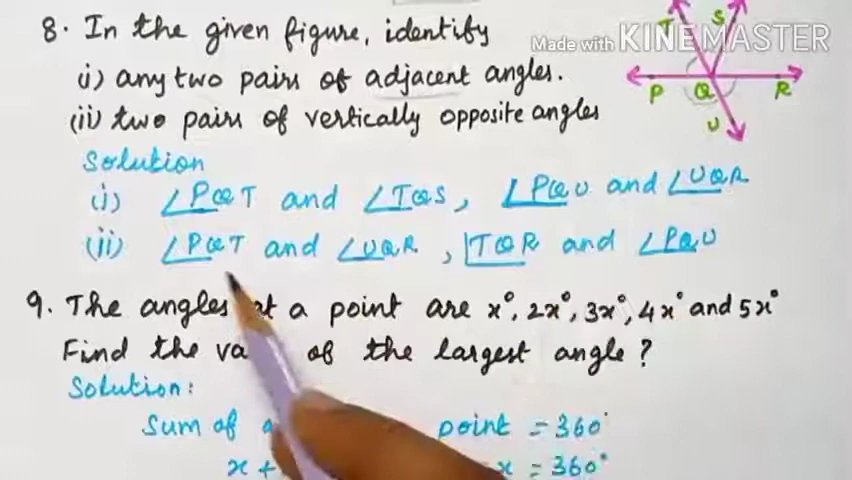 8. In the given figure, identify
(i) any two pairs of adjacent angles.
(ii) two pairs of vertically opposite angles
Made with KINEMASTER
T S
P Q R
U
Solution
(i) ∠PQT and ∠TQS, ∠PQU and ∠UQR
(ii) ∠PQT and ∠UQR, ∠TQR and ∠PQU
9. The angles at a point are x°, 2x°, 3x°, 4x° and 5x°
Find the of the largest angle?
Solution:
Sum of point = 360°
x + x = 360°